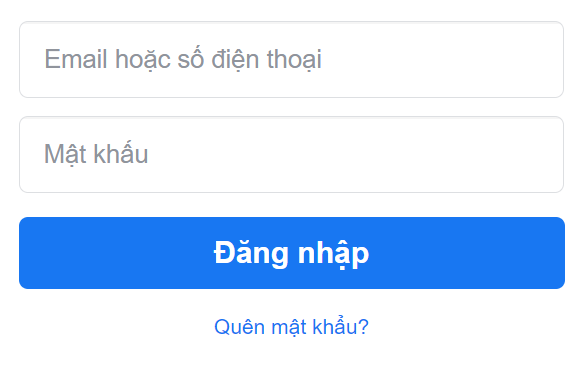 Email hoặc số điện thoại
Mật khẩu
Đăng nhập
Quên mật khẩu?